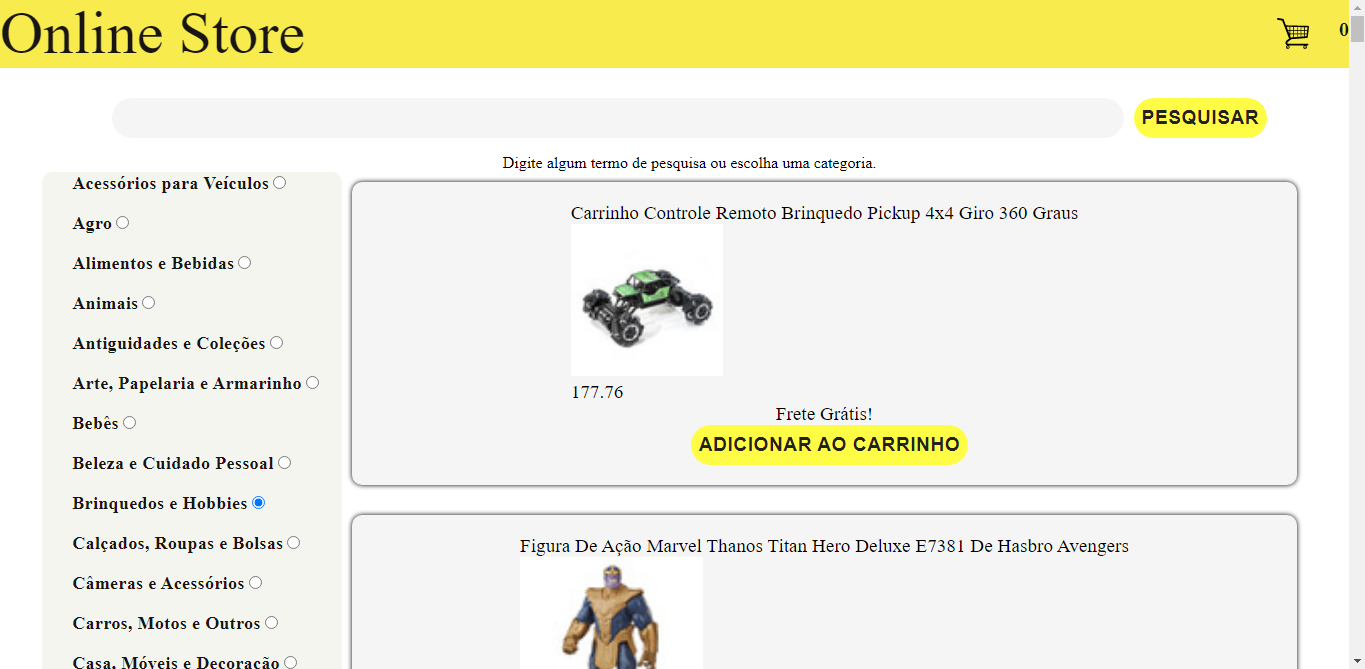 Online Store
0
PESQUISAR
Digite algum termo de pesquisa ou escolha uma categoria.
Acessórios para Veículos
Agro
Alimentos e Bebidas
Animais
Antiguidades e Coleções
Arte, Papelaria e Armarinho
Bebês
Beleza e Cuidado Pessoal
Brinquedos e Hobbies
Calçados, Roupas e Bolsas
Câmeras e Acessórios
Carros, Motos e Outros
Casa, Móveis e Decoração
Carrinho Controle Remoto Brinquedo Pickup 4x4 Giro 360 Graus
177.76
Frete Grátis!
ADICIONAR AO CARRINHO
Figura De Ação Marvel Thanos Titan Hero Deluxe E7381 De Hasbro Avengers